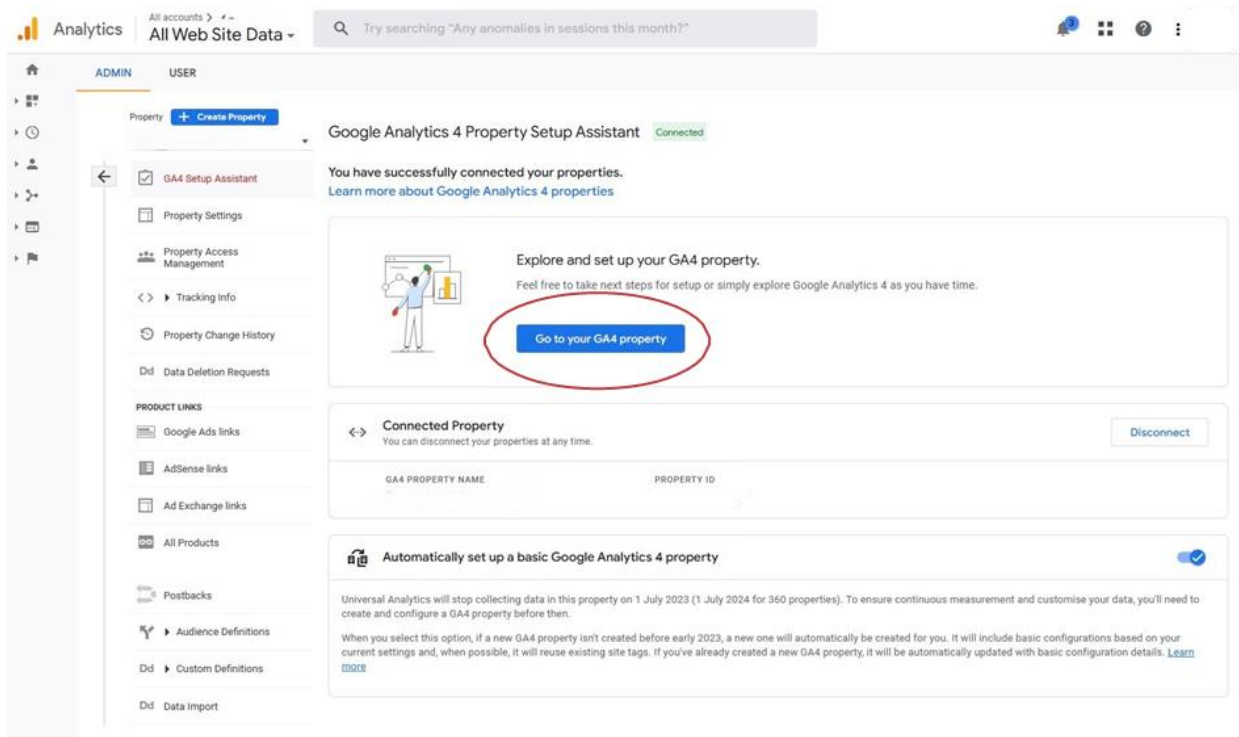 All accounts >
Analytics
All Web Site Data
Try searching "Any anomalies in sessions this month?"
3
ADMIN USER
Property + Create Property
GA4 Setup Assistant
Property Settings
Property Access
Management
Tracking Info
Property Change History
Dd Data Deletion Requests
PRODUCT LINKS
Google Ads links
AdSense links
Ad Exchange links
All Products
Postbacks
Audience Definitions
Dd Custom Definitions
Dd Data Import
Google Analytics 4 Property Setup Assistant Connected
You have successfully connected your properties.
Learn more about Google Analytics 4 properties
Explore and set up your GA4 property.
Feel free to take next steps for setup or simply explore Google Analytics 4 as you have time.
Go to your GA4 property
Connected Property
You can disconnect your properties at any time.
Disconnect
GA4 PROPERTY NAME PROPERTY ID
Automatically set up a basic Google Analytics 4 property
Universal Analytics will stop collecting data in this property on 1 July 2023 (1 July 2024 for 360 properties). To ensure continuous measurement and customise your data, you'll need to
create and configure a GA4 property before then.
When you select this option, if a new GA4 property isn't created before early 2023, a new one will automatically be created for you. It will include basic configurations based on your
current settings and, when possible, it will reuse existing site tags. If you've already created a new GA4 property, it will be automatically updated with basic configuration details. Learn
more